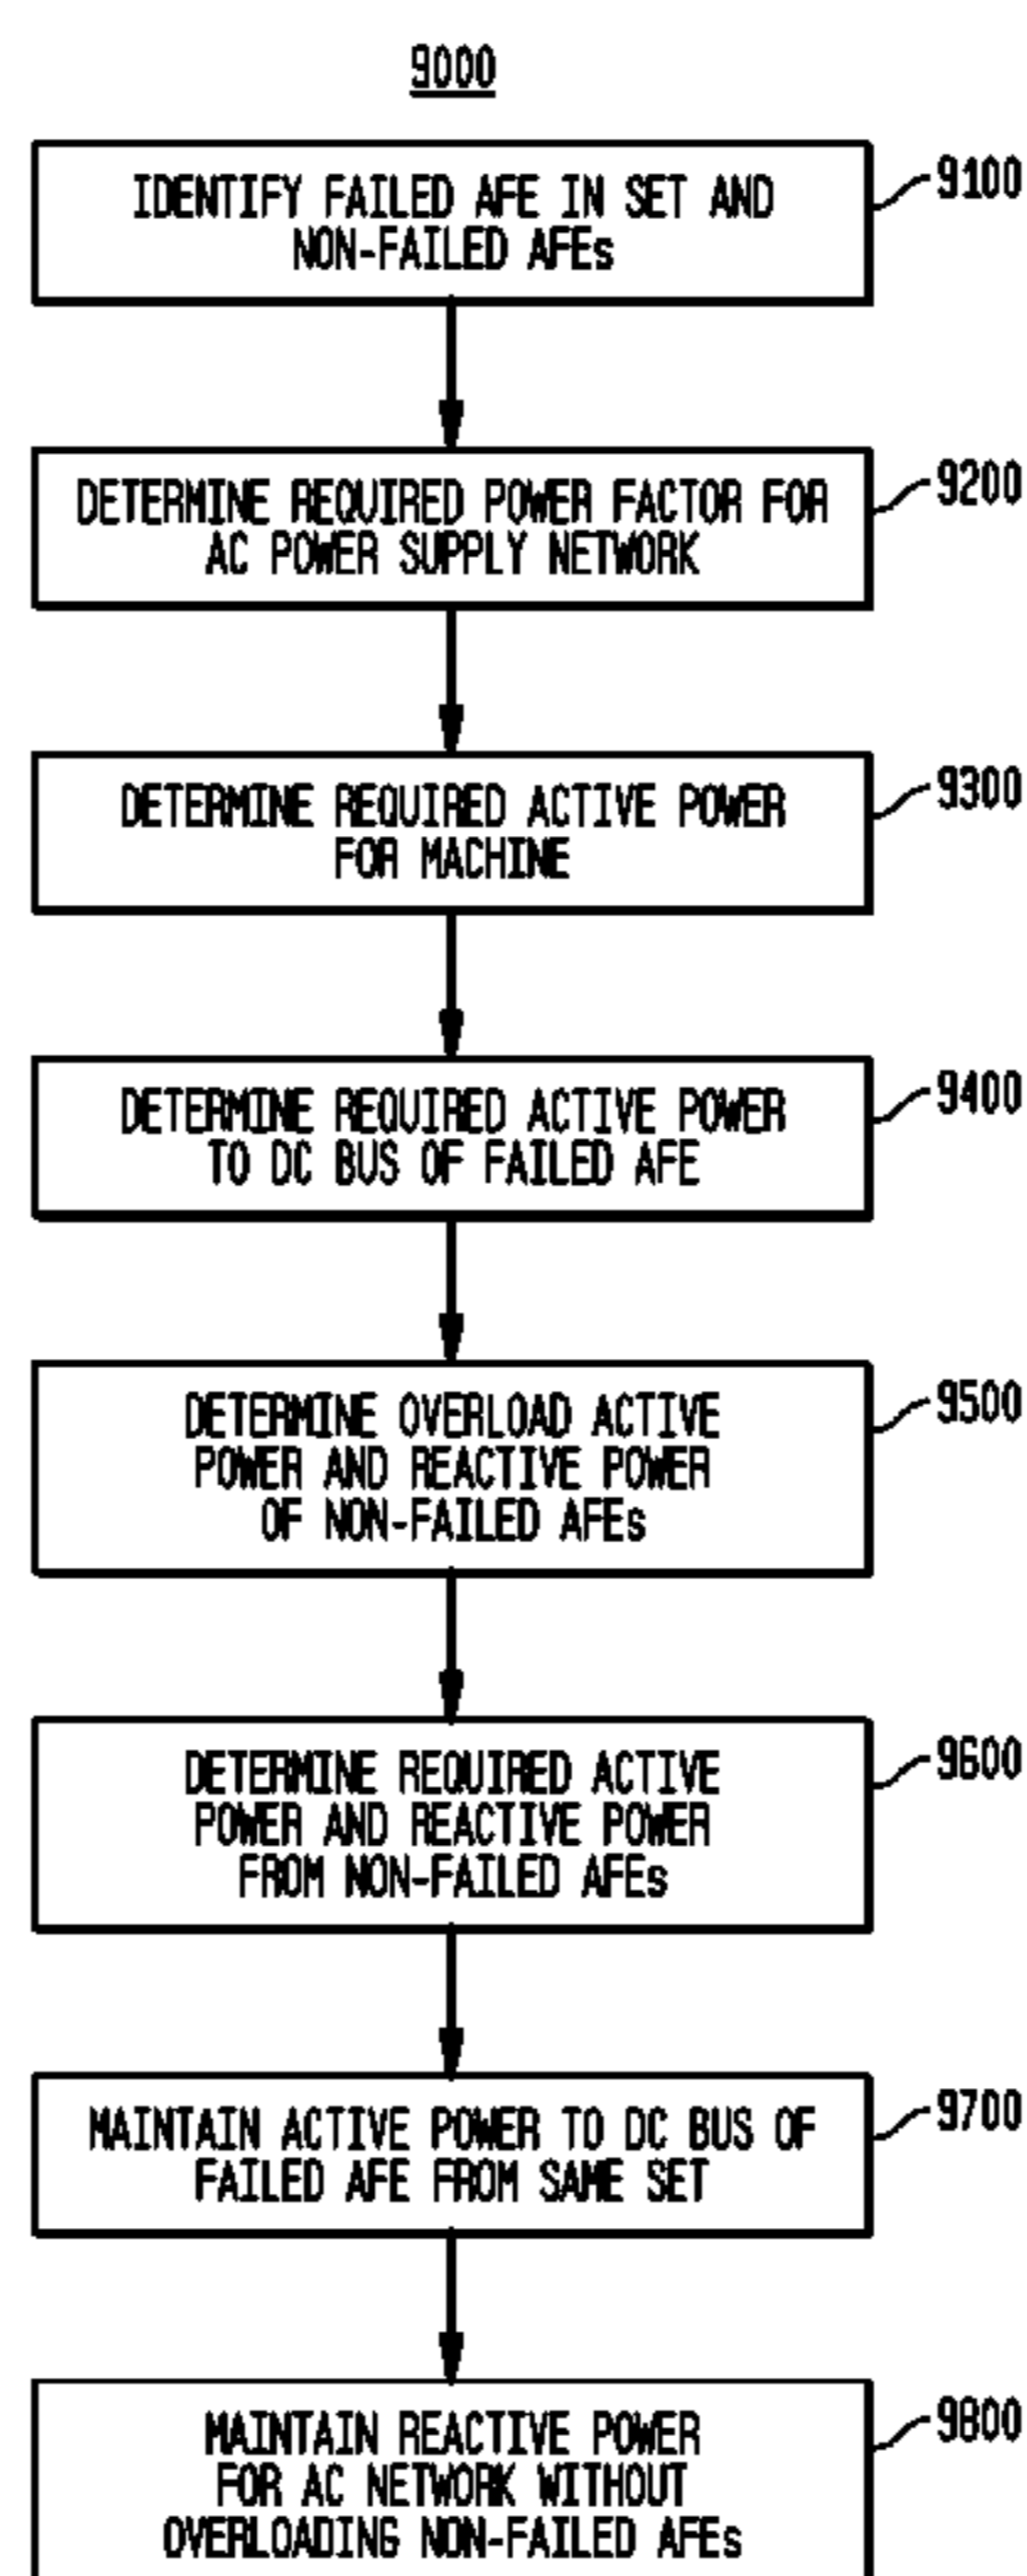 9000
IDENTIFY FAILED AFE IN SET AND
NON-FAILED AFEs
9100
DETERMINE REQUIRED POWER FACTOR FOR
AC POWER SUPPLY NETWORK
9200
DETERMINE REQUIRED ACTIVE POWER
FOR MACHINE
9300
DETERMINE REQUIRED ACTIVE POWER
TO DC BUS OF FAILED AFE
9400
DETERMINE OVERLOAD ACTIVE
POWER AND REACTIVE POWER
OF NON-FAILED AFEs
9500
DETERMINE REQUIRED ACTIVE
POWER AND REACTIVE POWER
FROM NON-FAILED AFEs
9600
MAINTAIN ACTIVE POWER TO DC BUS OF
FAILED AFE FROM SAME SET
9700
MAINTAIN REACTIVE POWER
FOR AC NETWORK WITHOUT
OVERLOADING NON-FAILED AFEs
9800